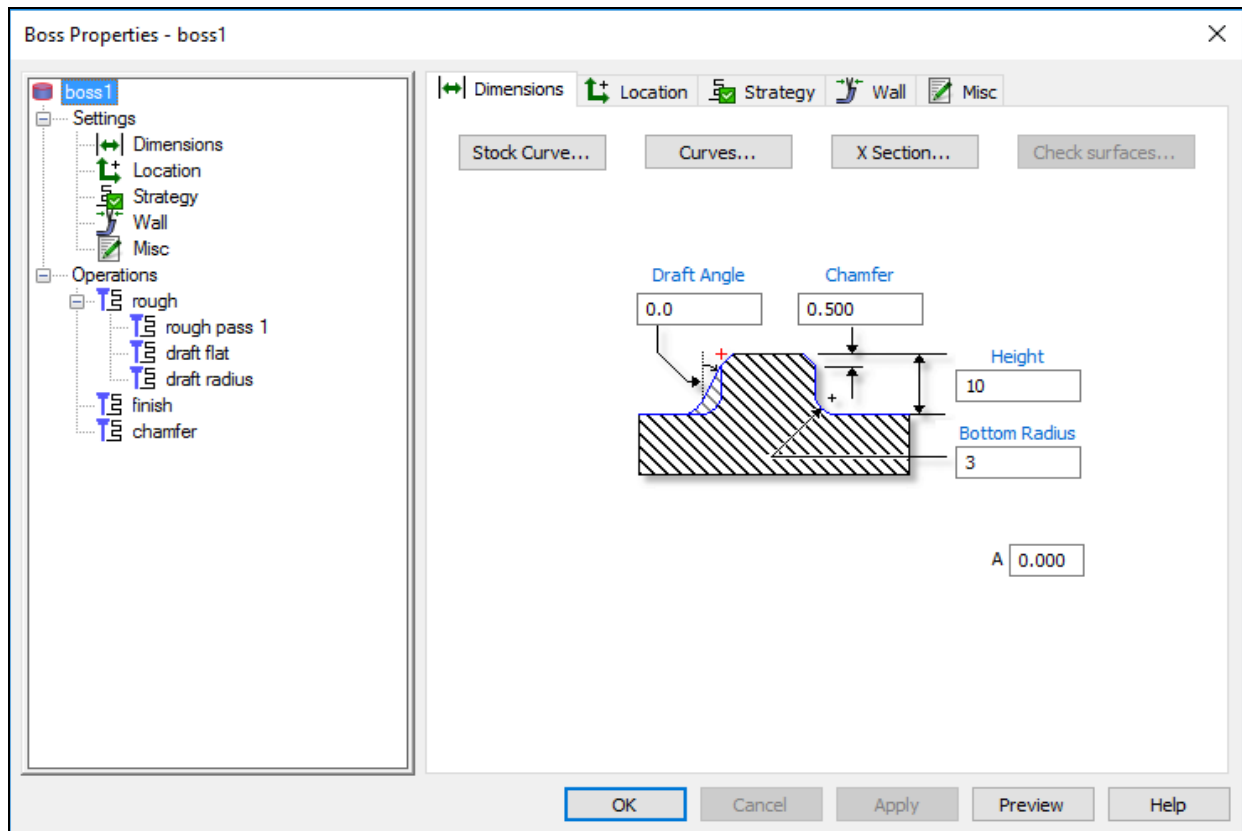 Boss Properties - boss1
boss1
Settings
Dimensions
Location
Strategy
Wall
Misc
Operations
rough
rough pass 1
draft flat
draft radius
finish
chamfer
Dimensions Location Strategy Wall Misc
Stock Curve... Curves... X Section... Check surfaces...
Draft Angle Chamfer
0.0 0.500
Height
10
Bottom Radius
3
A 0.000
OK Cancel Apply Preview Help